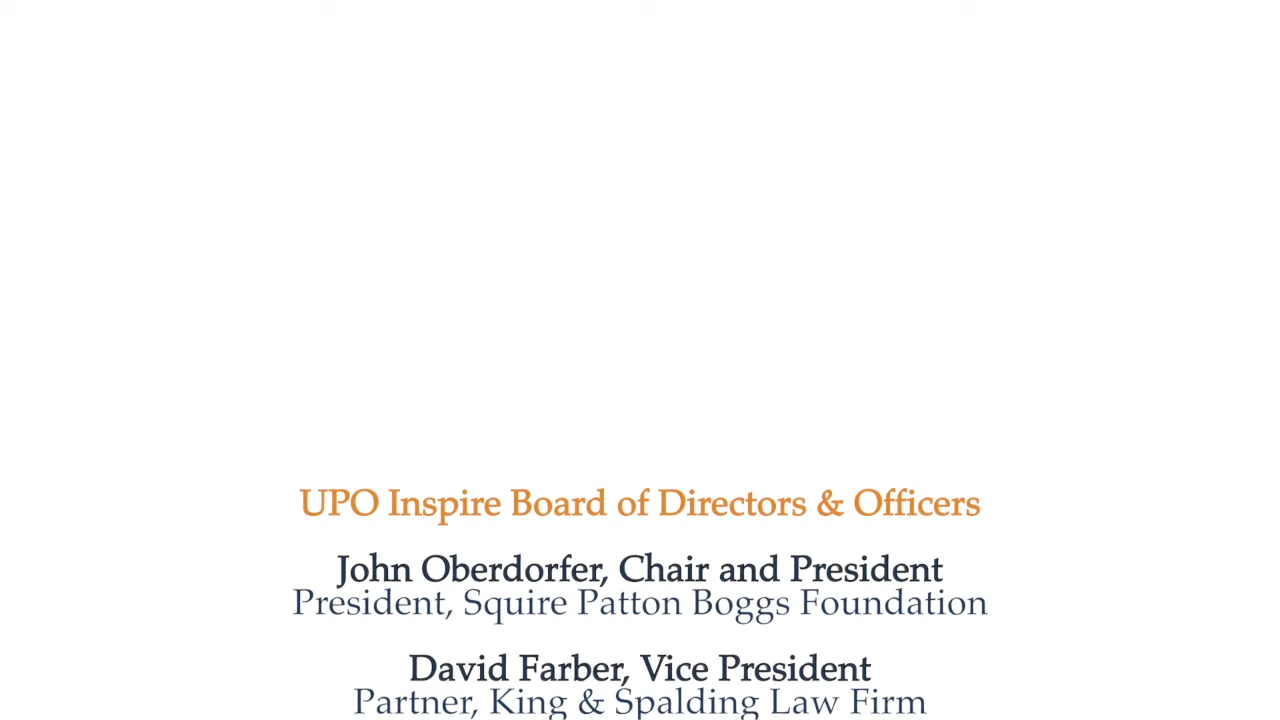 UPO Inspire Board of Directors & Officers
John Oberdorfer, Chair and President
President, Squire Patton Boggs Foundation
David Farber, Vice President
Partner, King & Spalding Law Firm